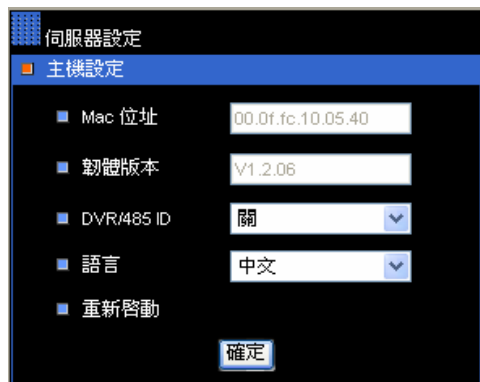 伺服器設定
主機設定
Mac 位址 00.0f.fc.10.05.40
韌體版本 V1.2.06
DVR/485 ID 關
語言 中文
重新啓動
確定